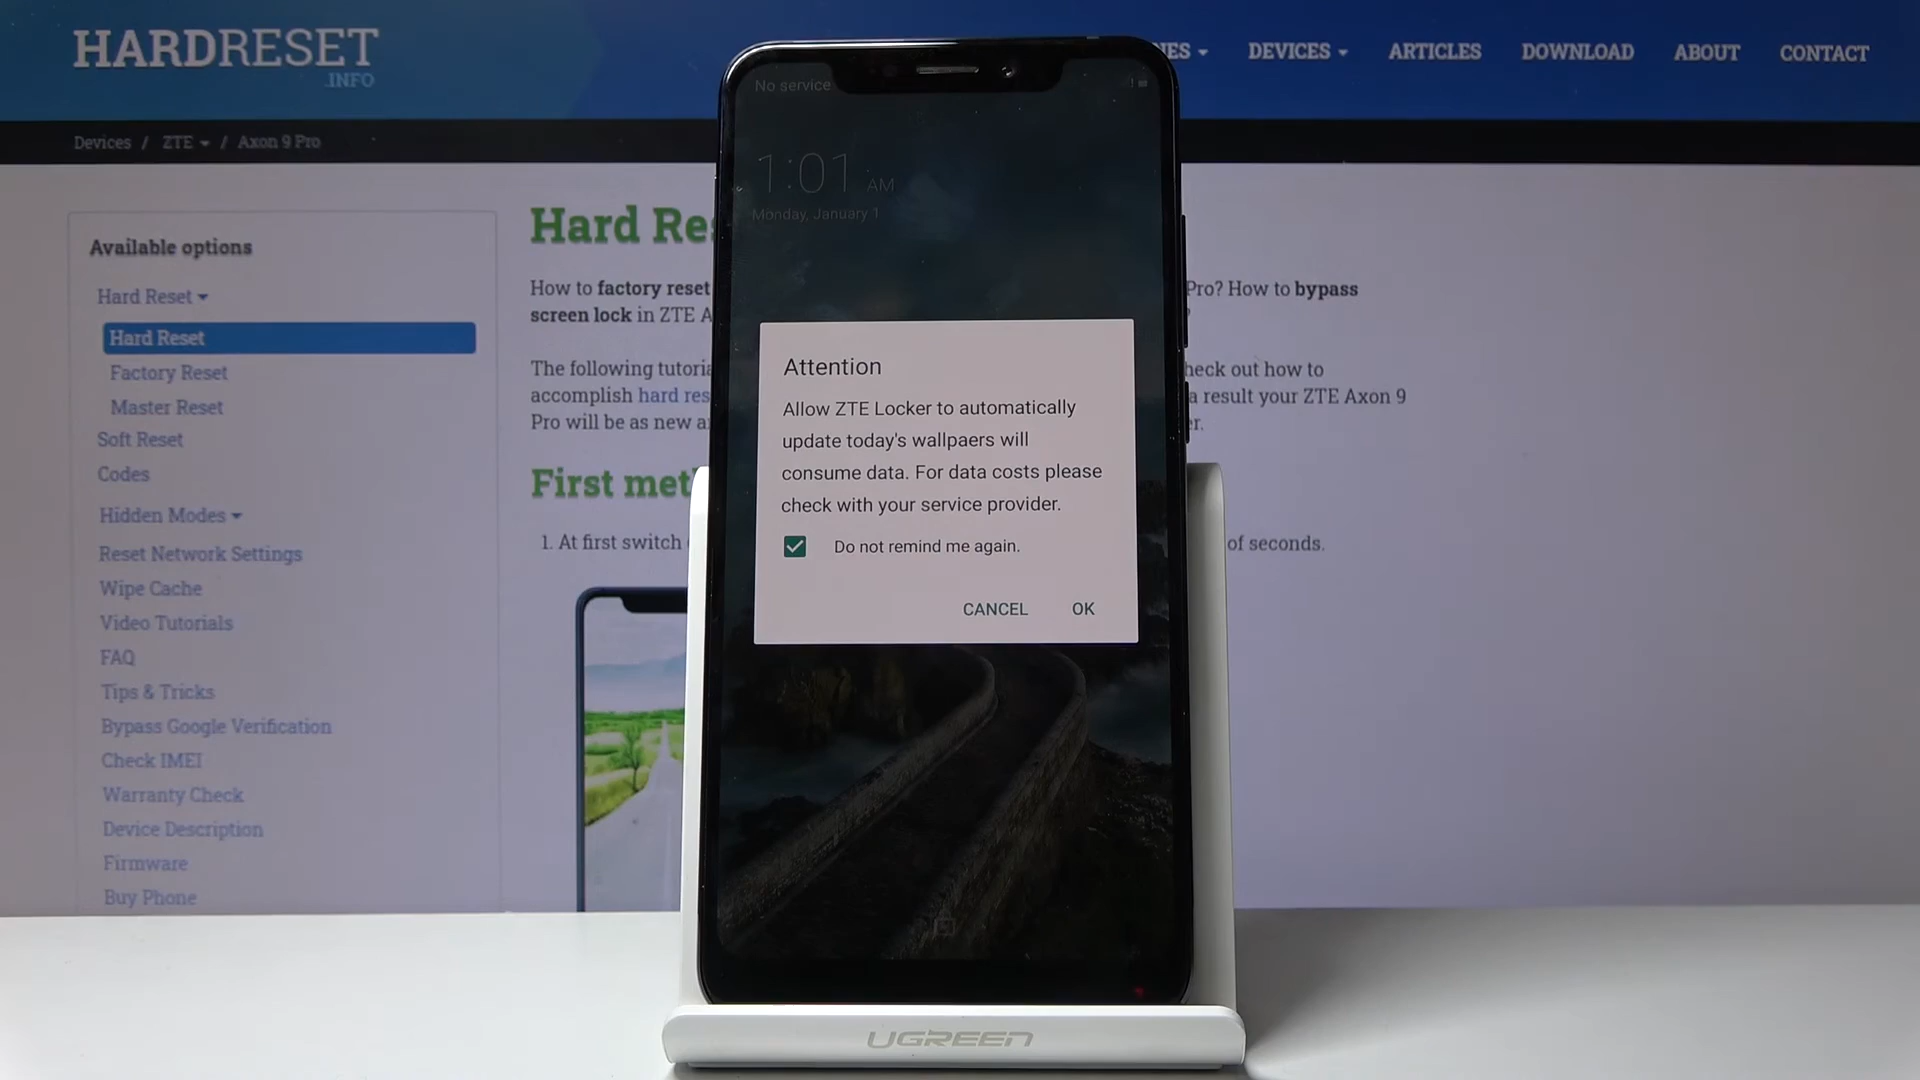 HARDRESET
.INFO
DEVICES
ARTICLES
DOWNLOAD
ABOUT
CONTACT
Devices / ZTE / Axon 9 Pro
Available options
Hard Reset
Hard Reset
Factory Reset
Master Reset
Soft Reset
Codes
Hidden Modes
Reset Network Settings
Wipe Cache
Video Tutorials
FAQ
Tips & Tricks
Bypass Google Verification
Check IMEI
Warranty Check
Device Description
Firmware
Buy Phone
Hard
How to factory reset Pro? How to bypass
screen lock in ZTE
The following heck out how to
accomplish hard a result your ZTE Axon 9
Pro will be as new
First
1. At first switch of seconds.
No service
1:01 AM
Monday, January 1
Attention
Allow ZTE Locker to automatically
update today's wallpaers will
consume data. For data costs please
check with your service provider.
Do not remind me again.
CANCEL OK
UGREEN